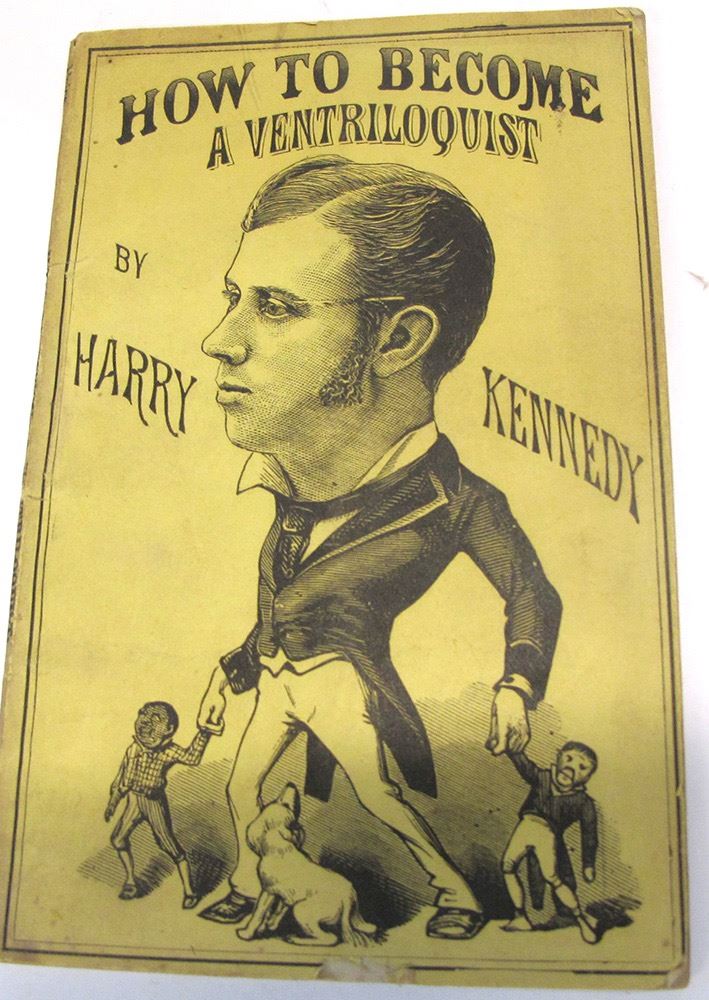 HOW TO BECOME
A VENTRILOQUIST
BY
HARRY
KENNEDY